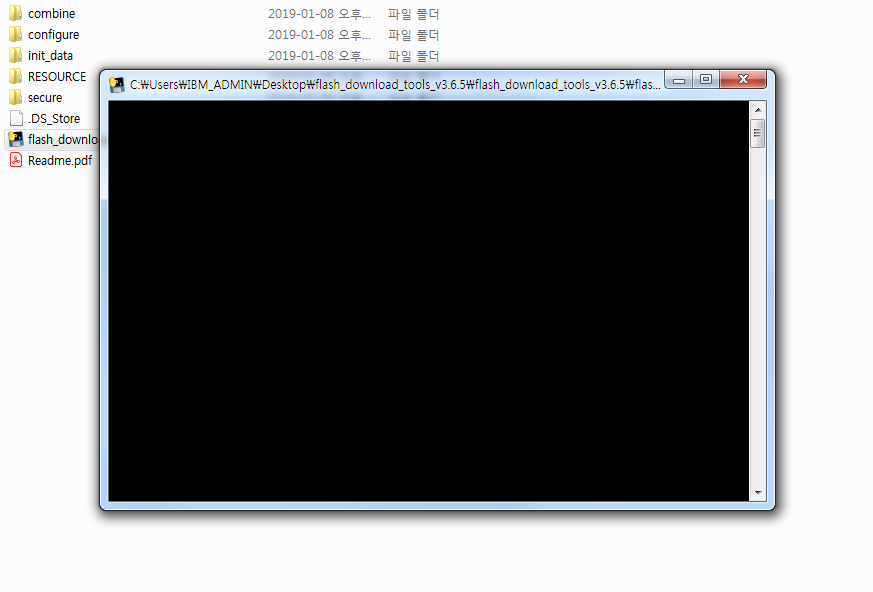 combine 2019-01-08 오후... 파일 폴더
configure 2019-01-08 오후... 파일 폴더
init_data 2019-01-08 오후... 파일 폴더
RESOURCE
C:₩Users₩IBM_ADMIN₩Desktop₩flash_download_tools_v3.6.5₩flash_download_tools_v3.6.5₩flas...
secure
.DS_Store
flash_downlo
Readme.pdf